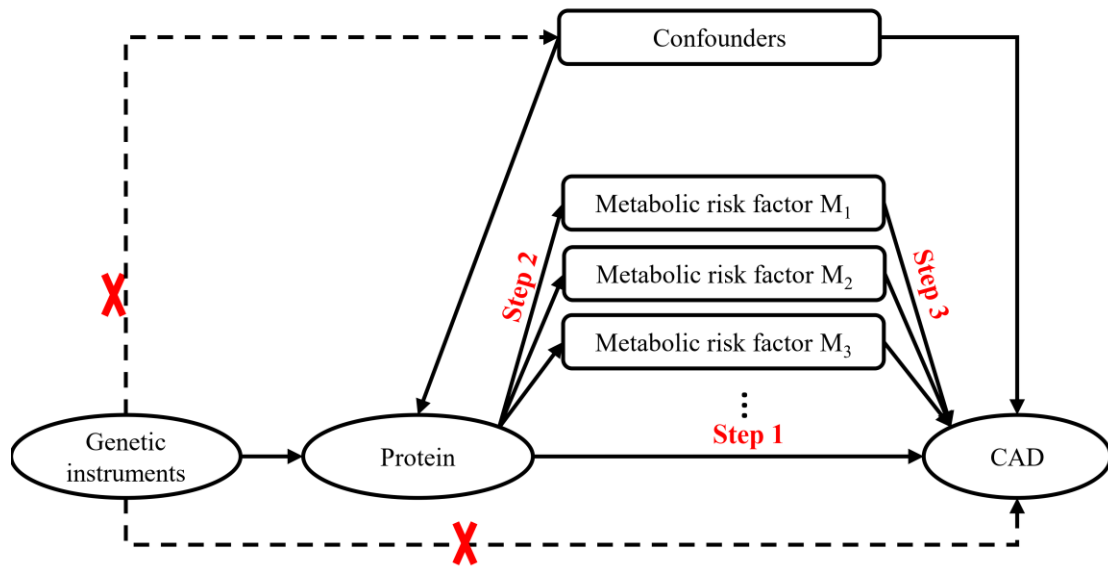 Confounders
Metabolic risk factor M₁
Step 2
Metabolic risk factor M₂
Step 3
Metabolic risk factor M₃
⋮
Step 1
Genetic
instruments
Protein
CAD